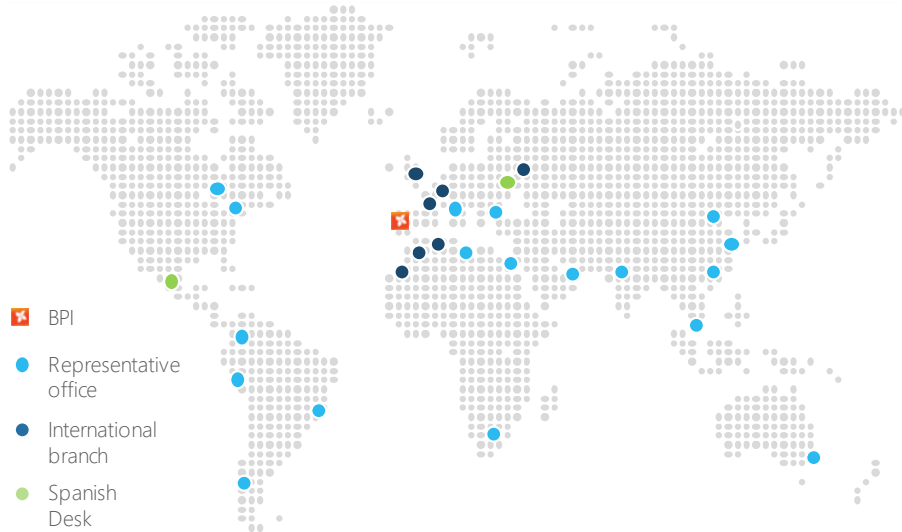 BPI
Representative
office
International
branch
Spanish
Desk